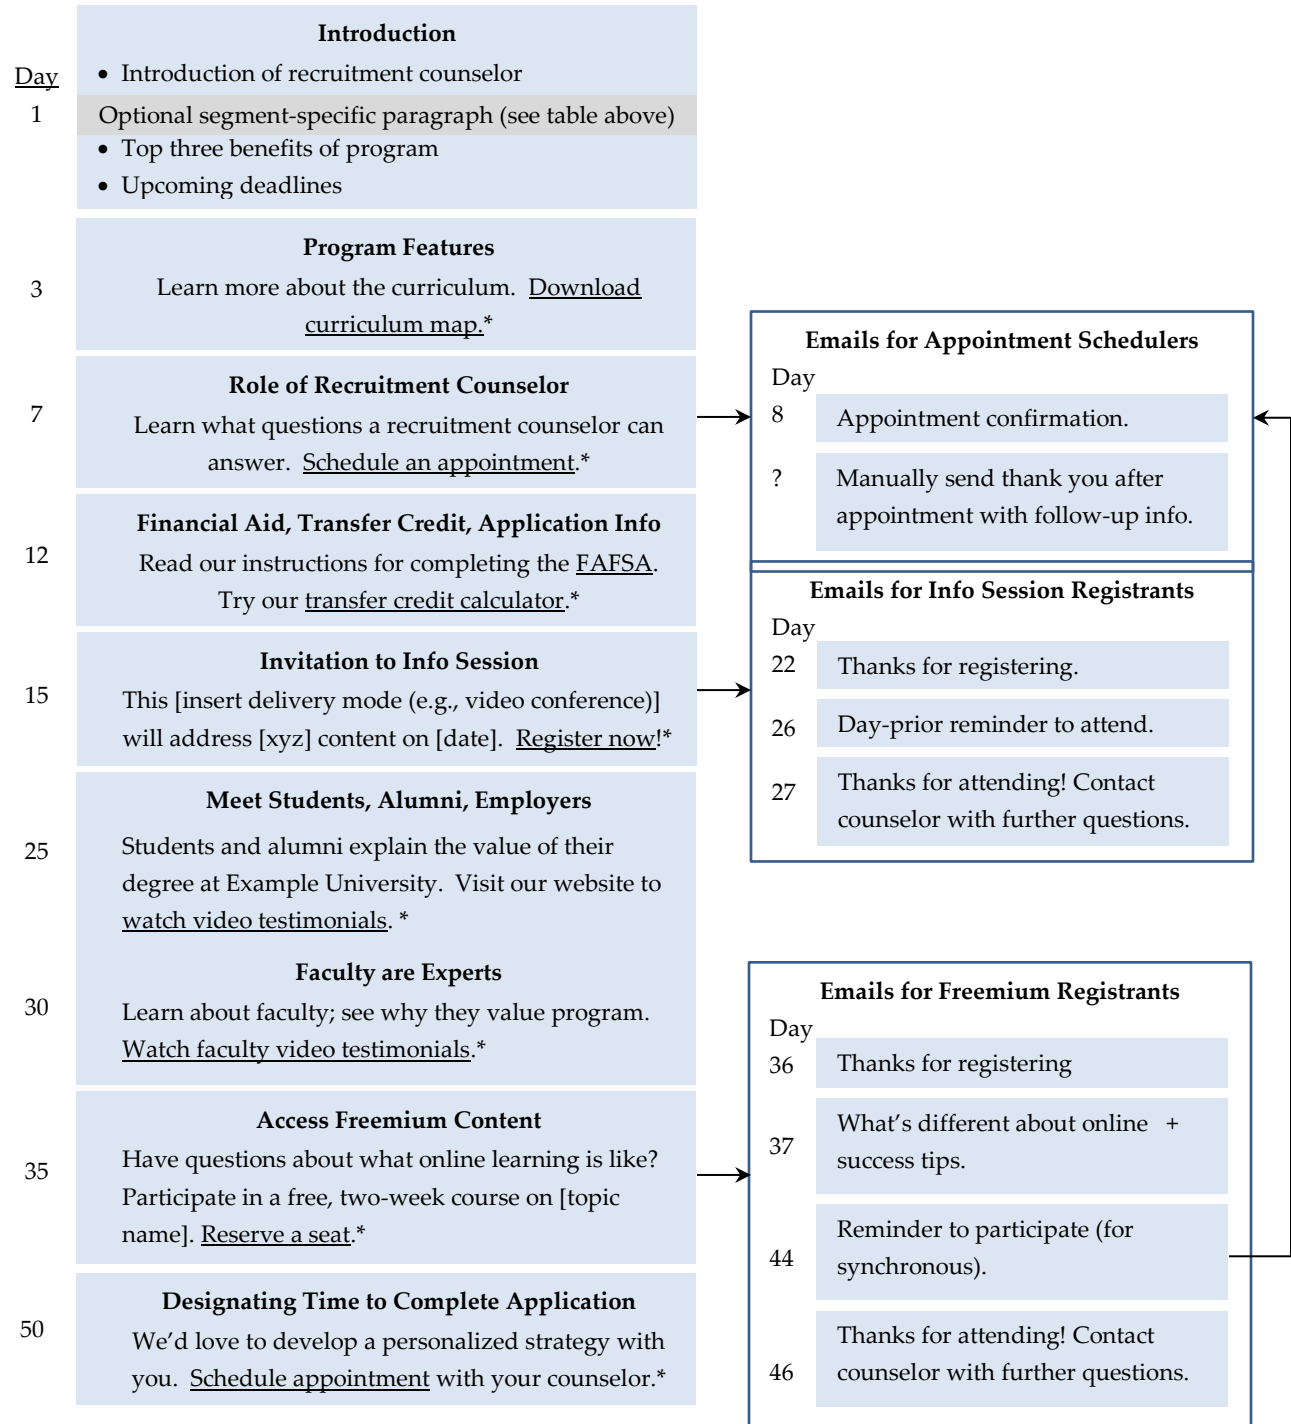 Introduction
Day
• Introduction of recruitment counselor
1
Optional segment-specific paragraph (see table above)
• Top three benefits of program
• Upcoming deadlines
Program Features
3
Learn more about the curriculum. Download
curriculum map.*
Role of Recruitment Counselor
7
Learn what questions a recruitment counselor can
answer. Schedule an appointment.*
Financial Aid, Transfer Credit, Application Info
12
Read our instructions for completing the FAFSA.
Try our transfer credit calculator.*
Invitation to Info Session
15
This [insert delivery mode (e.g., video conference)]
will address [xyz] content on [date]. Register now!*
Meet Students, Alumni, Employers
25
Students and alumni explain the value of their
degree at Example University. Visit our website to
watch video testimonials. *
Faculty are Experts
30
Learn about faculty; see why they value program.
Watch faculty video testimonials.*
Access Freemium Content
35
Have questions about what online learning is like?
Participate in a free, two-week course on [topic
name]. Reserve a seat.*
Designating Time to Complete Application
50
We'd love to develop a personalized strategy with
you. Schedule appointment with your counselor.*
Emails for Appointment Schedulers
Day
8
Appointment confirmation.
?
Manually send thank you after
appointment with follow-up info.
Emails for Info Session Registrants
Day
22
Thanks for registering.
26
Day-prior reminder to attend.
27
Thanks for attending! Contact
counselor with further questions.
Emails for Freemium Registrants
Day
36
Thanks for registering
37
What's different about online +
success tips.
44
Reminder to participate (for
synchronous).
46
Thanks for attending! Contact
counselor with further questions.